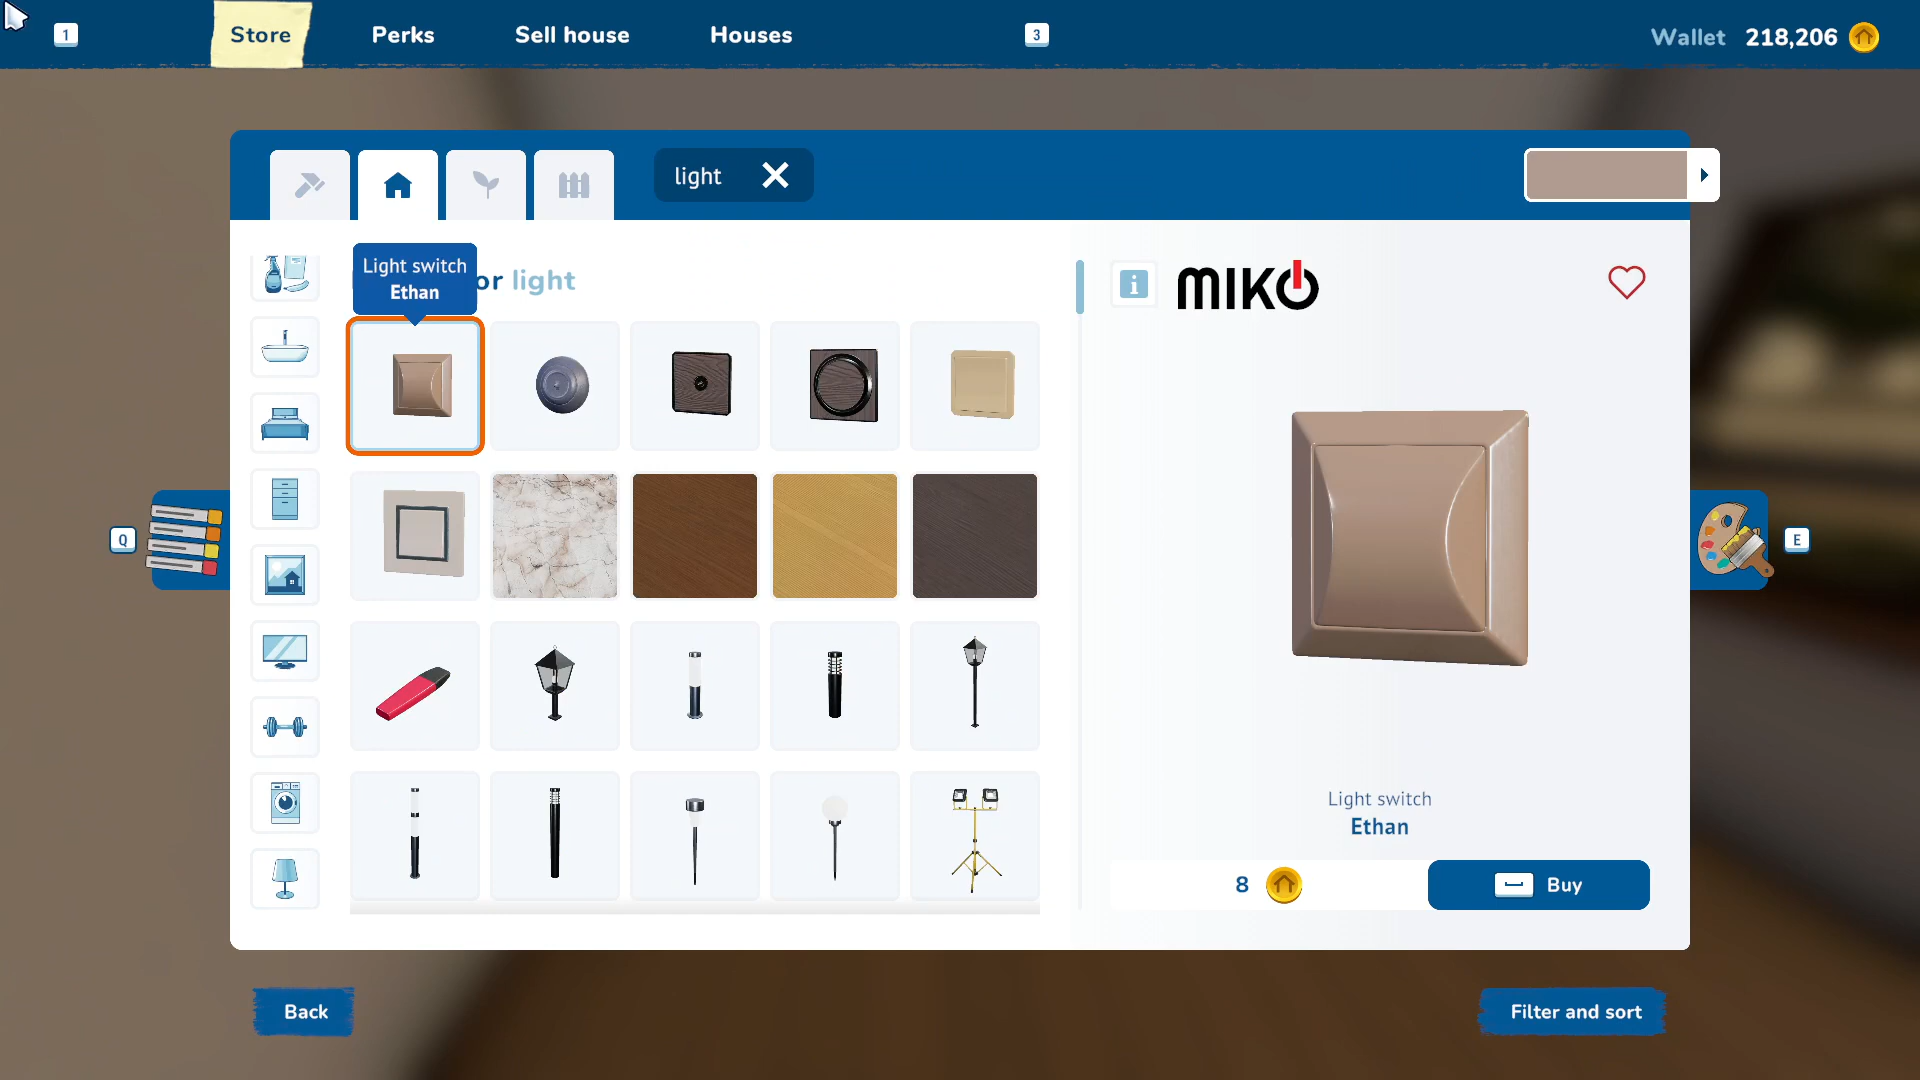 1
Store
Perks
Sell house
Houses
3
Wallet 218,206
light
Light switch
Ethan
or light
MIKO
Q
E
Light switch
Ethan
8
Buy
Back
Filter and sort